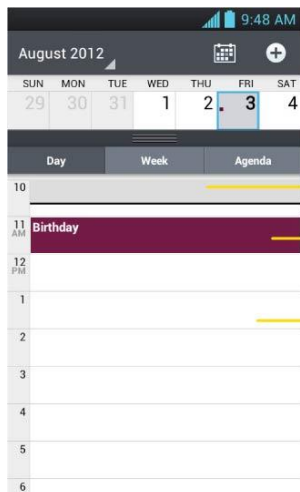 9:48 AM
August 2012
SUN MON TUE WED THU FRI SAT
29 30 31 1 2 3 4
Day Week Agenda
10
11 AM Birthday
12 PM
1
2
3
4
5
6